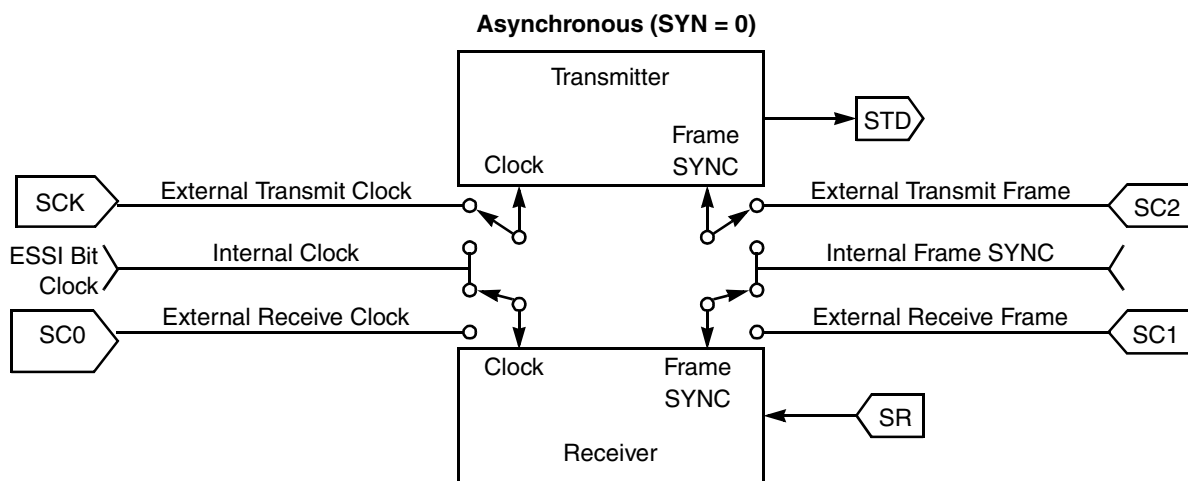 Asynchronous (SYN = 0)
Transmitter
STD
Frame
SYNC
Clock
SCK
External Transmit Clock
External Transmit Frame
SC2
ESSI Bit
Clock
Internal Clock
Internal Frame SYNC
SC0
External Receive Clock
External Receive Frame
SC1
Clock
Frame
SYNC
SR
Receiver